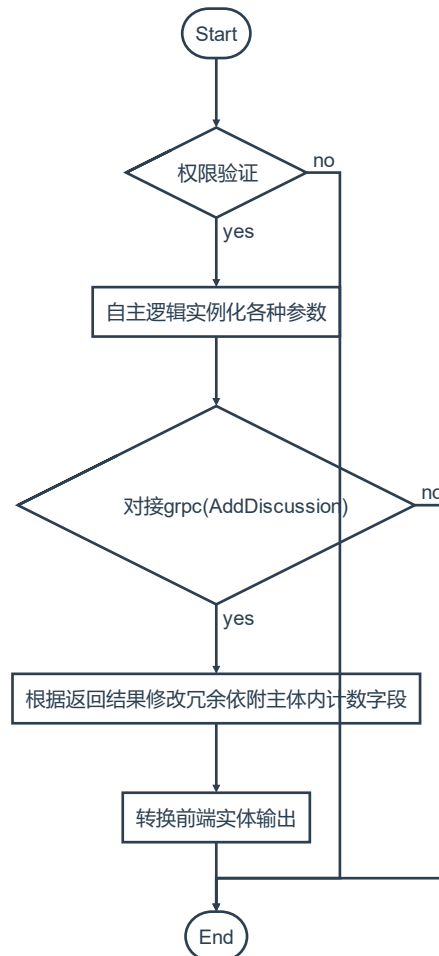 Start
权限验证
no
yes
自主逻辑实例化各种参数
对接grpc(AddDiscussion)
no
yes
根据返回结果修改冗余依附主体内计数字段
转换前端实体输出
End